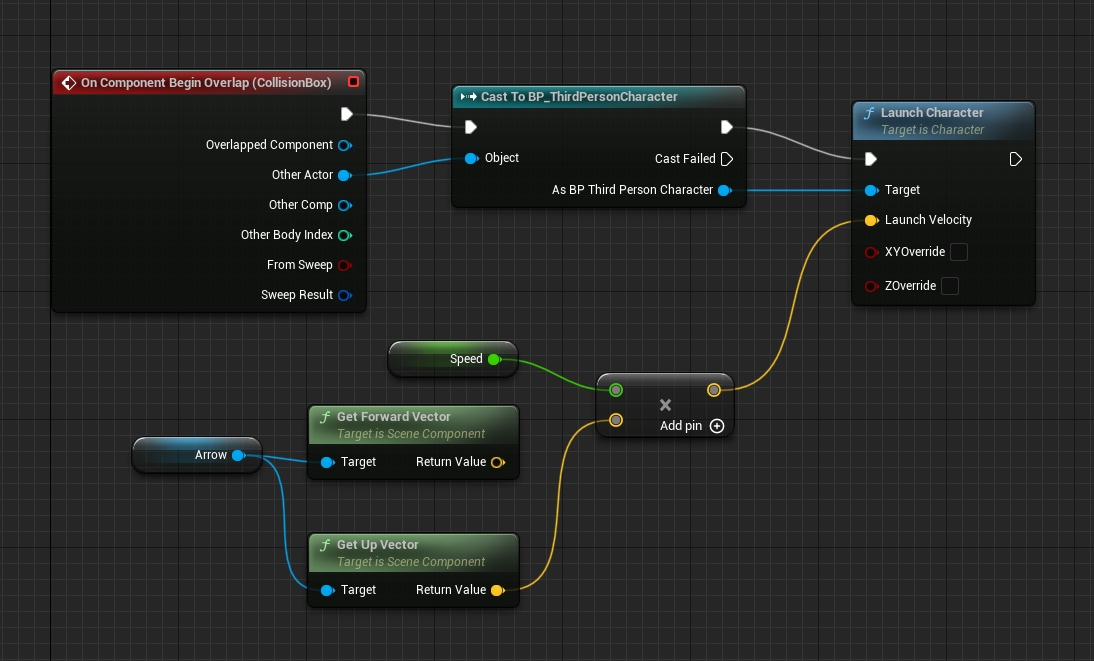 On Component Begin Overlap (CollisionBox)
Overlapped Component
Other Actor
Other Comp
Other Body Index
From Sweep
Sweep Result
Cast To BP_ThirdPersonCharacter
Object
Cast Failed
As BP Third Person Character
Launch Character
Target is Character
Target
Launch Velocity
XYOverride
ZOverride
Speed
Add pin
Arrow
Get Forward Vector
Target is Scene Component
Target Return Value
Get Up Vector
Target is Scene Component
Target Return Value